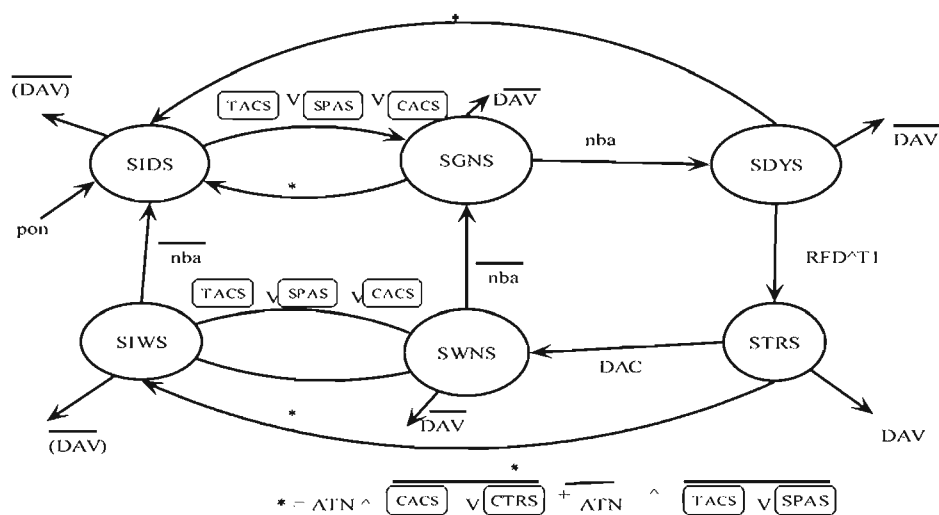 *
(DAV)
TACS V SPAS V CACS
DAV
nba
DAV
SIDS
SGNS
SDYS
*
pon
nba
nba
RFD^T1
TACS V SPAS V CACS
SIWS
SWNS
STRS
DAC
*
(DAV)
DAV
DAV
*
* = ATN ^ CACS V CTRS + ATN ^ TACS V SPAS